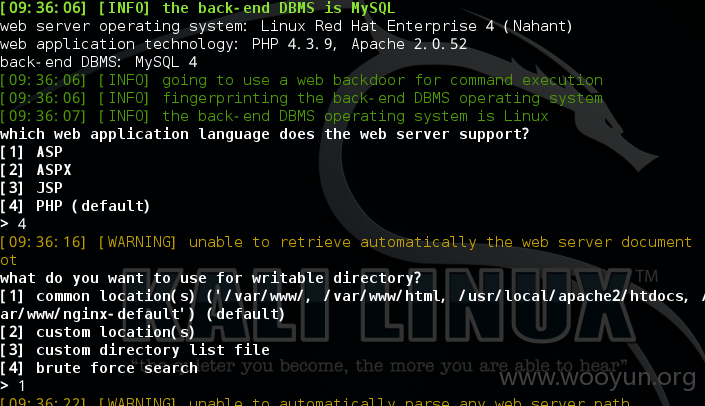 [09:36:06] [INFO] the back-end DBMS is MySQL
web server operating system: Linux Red Hat Enterprise 4 (Nahant)
web application technology: PHP 4.3.9, Apache 2.0.52
back-end DBMS: MySQL 4
[09:36:06] [INFO] going to use a web backdoor for command execution
[09:36:06] [INFO] fingerprinting the back-end DBMS operating system
[09:36:07] [INFO] the back-end DBMS operating system is Linux
which web application language does the web server support?
[1] ASP
[2] ASPX
[3] JSP
[4] PHP (default)
> 4
[09:36:16] [WARNING] unable to retrieve automatically the web server document
ot
what do you want to use for writable directory?
[1] common location(s) ('/var/www/, /var/www/html, /usr/local/apache2/htdocs, /
ar/www/nginx-default') (default)
[2] custom location(s)
[3] custom directory list file
[4] brute force search
> 1
[09:36:22] [WARNING] unable to automatically parse any web server path
KALI LINUX™
"the quieter you become, the more you are able to hear"
www.wooyun.org